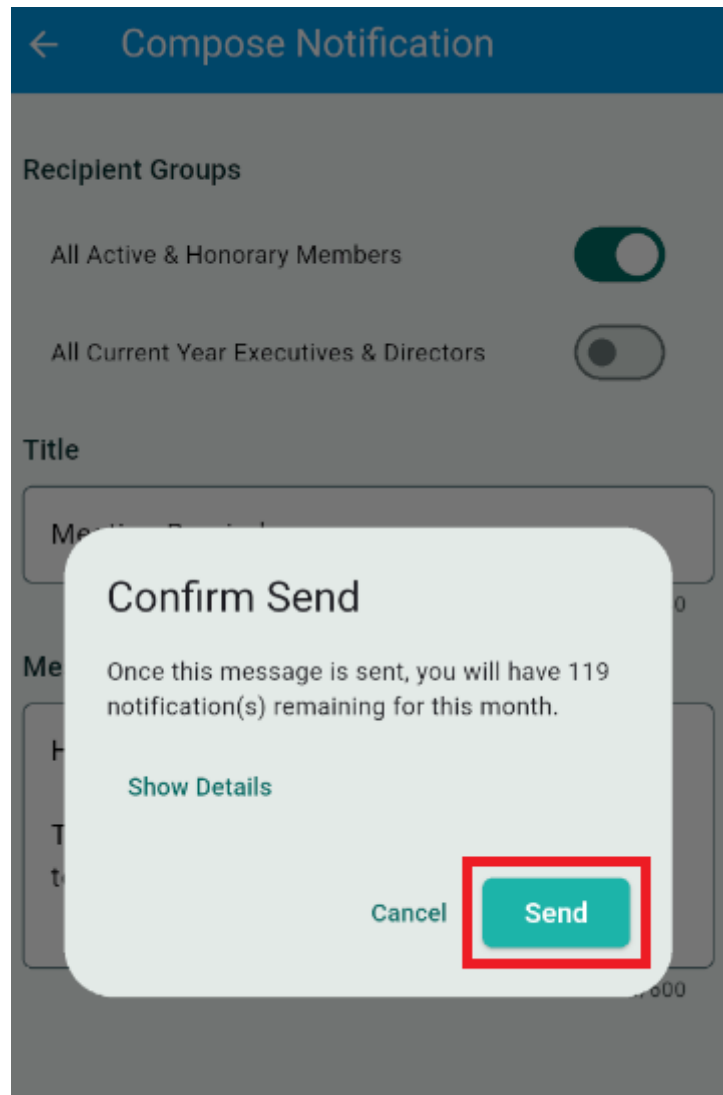 Compose Notification
Recipient Groups
All Active & Honorary Members
All Current Year Executives & Directors
Title
Confirm Send
Once this message is sent, you will have 119
notification(s) remaining for this month.
Show Details
Cancel
Send